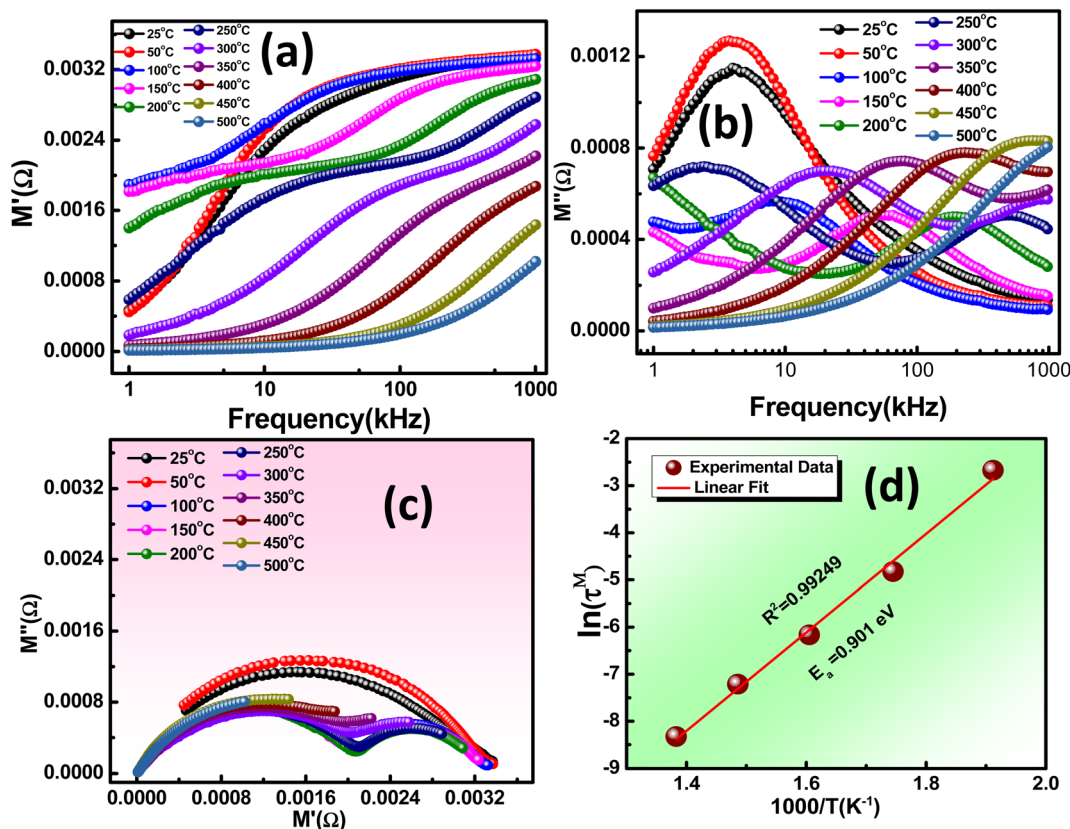 (a)
25°C
50°C
100°C
150°C
200°C
250°C
300°C
350°C
400°C
450°C
500°C
0.0032
0.0024
0.0016
0.0008
0.0000
M'(Ω)
1 10 100 1000
Frequency(kHz)
(b)
25°C
50°C
100°C
150°C
200°C
250°C
300°C
350°C
400°C
450°C
500°C
0.0012
0.0008
0.0004
0.0000
M''(Ω)
1 10 100 1000
Frequency(kHz)
(c)
25°C
50°C
100°C
150°C
200°C
250°C
300°C
350°C
400°C
450°C
500°C
0.0032
0.0024
0.0016
0.0008
0.0000
M''(Ω)
0.0000 0.0008 0.0016 0.0024 0.0032
M'(Ω)
(d)
Experimental Data
Linear Fit
R²=0.99249
Eₐ=0.901 eV
-2
-3
-4
-5
-6
-7
-8
-9
ln(τᴹ)
1.4 1.6 1.8 2.0
1000/T(K⁻¹)